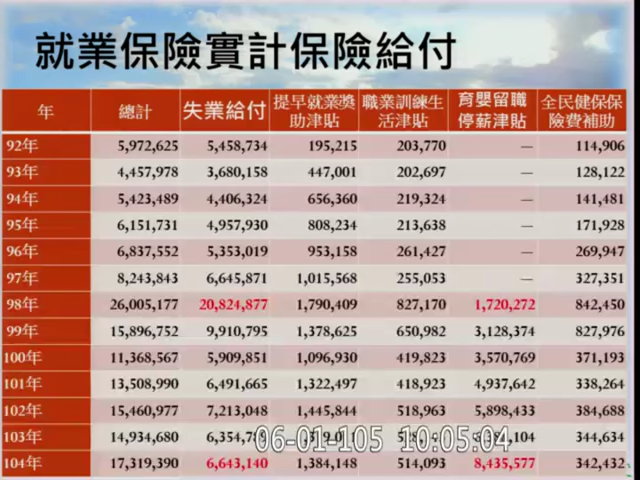 就業保險實計保險給付
年 總計 失業給付 提早就業獎助津貼 職業訓練生活津貼 育嬰留職停薪津貼 全民健保保險費補助
92年 5,972,625 5,458,734 195,215 203,770 — 114,906
93年 4,457,978 3,680,158 447,001 202,697 — 128,122
94年 5,423,489 4,406,324 656,360 219,324 — 141,481
95年 6,151,731 4,957,930 808,234 213,638 — 171,928
96年 6,837,552 5,353,019 953,158 261,427 — 269,947
97年 8,243,843 6,645,871 1,015,568 255,053 — 327,351
98年 26,005,177 20,824,877 1,790,409 827,170 1,720,272 842,450
99年 15,896,752 9,910,795 1,378,625 650,982 3,128,374 827,976
100年 11,368,567 5,909,851 1,096,930 419,823 3,570,769 371,193
101年 13,508,990 6,491,665 1,322,497 418,923 4,937,642 338,264
102年 15,460,977 7,213,048 1,445,844 518,963 5,898,433 384,688
103年 14,934,680 344,634
06-01-105 10:05:04
104年 17,319,390 6,643,140 1,384,148 514,093 8,435,577 342,432